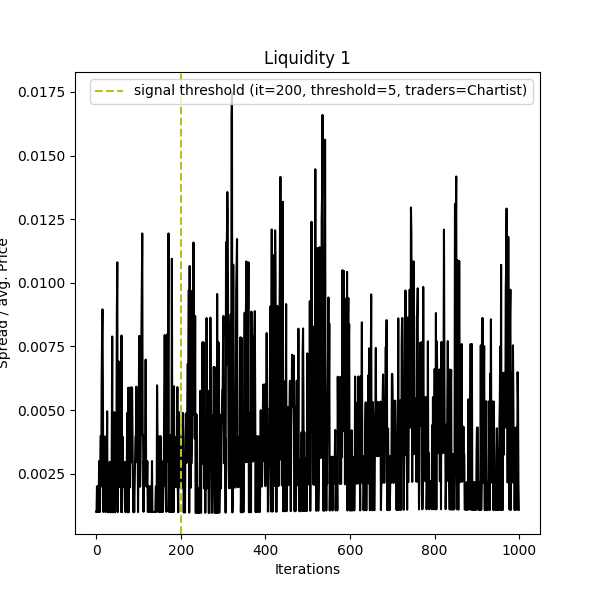 Liquidity 1
signal threshold (it=200, threshold=5, traders=Chartist)
0.0175
0.0150
0.0125
0.0100
0.0075
0.0050
0.0025
Spread / avg. Price
0 200 400 600 800 1000
Iterations